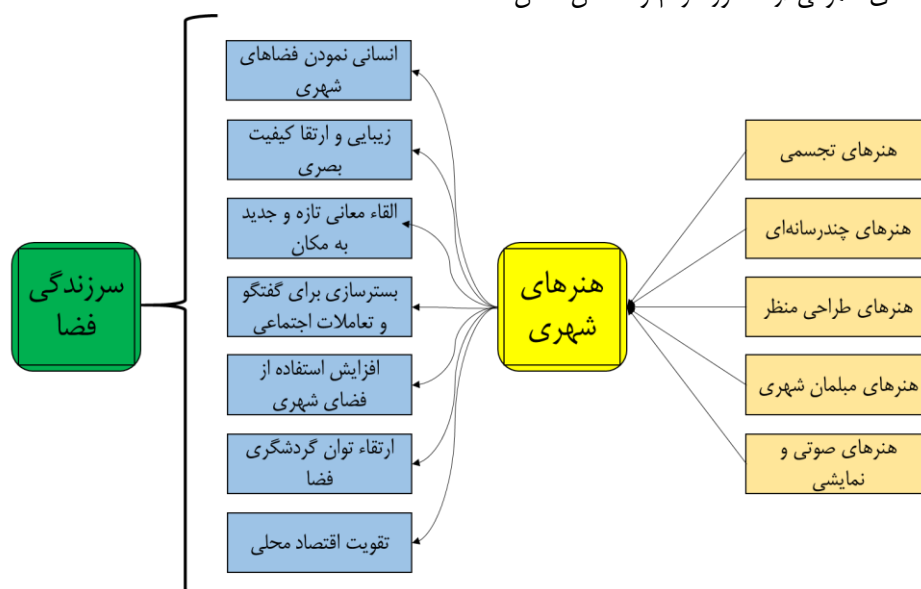 هنرهای تجسمی
هنرهای چندرسانه‌ای
هنرهای طراحی منظر
هنرهای مبلمان شهری
هنرهای صوتی و
نمایشی
هنرهای
شهری
انسانی نمودن فضاهای
شهری
زیبایی و ارتقا کیفیت
بصری
القاء معانی تازه و جدید
به مکان
بسترسازی برای گفتگو
و تعاملات اجتماعی
افزایش استفاده از
فضای شهری
ارتقاء توان گردشگری
فضا
تقویت اقتصاد محلی
سرزندگی
فضا